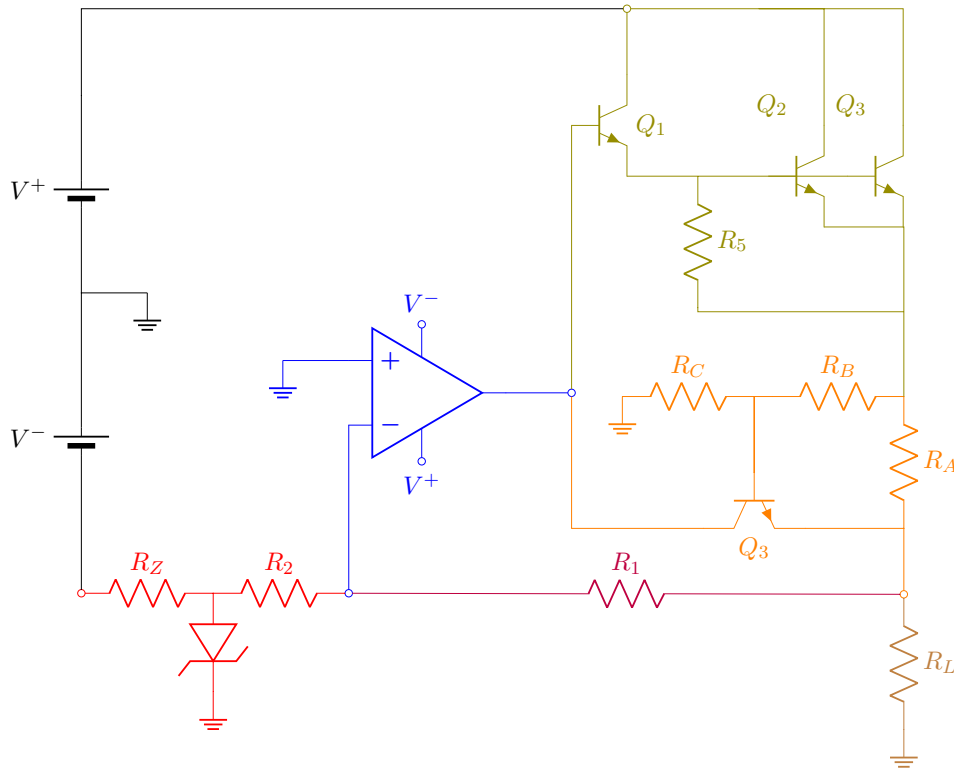 Q₁
Q₂
Q₃
V⁺
R₅
V⁻
R_C
R_B
+
V⁻
−
R_A
V⁺
Q₃
R_Z
R₂
R₁
R_L